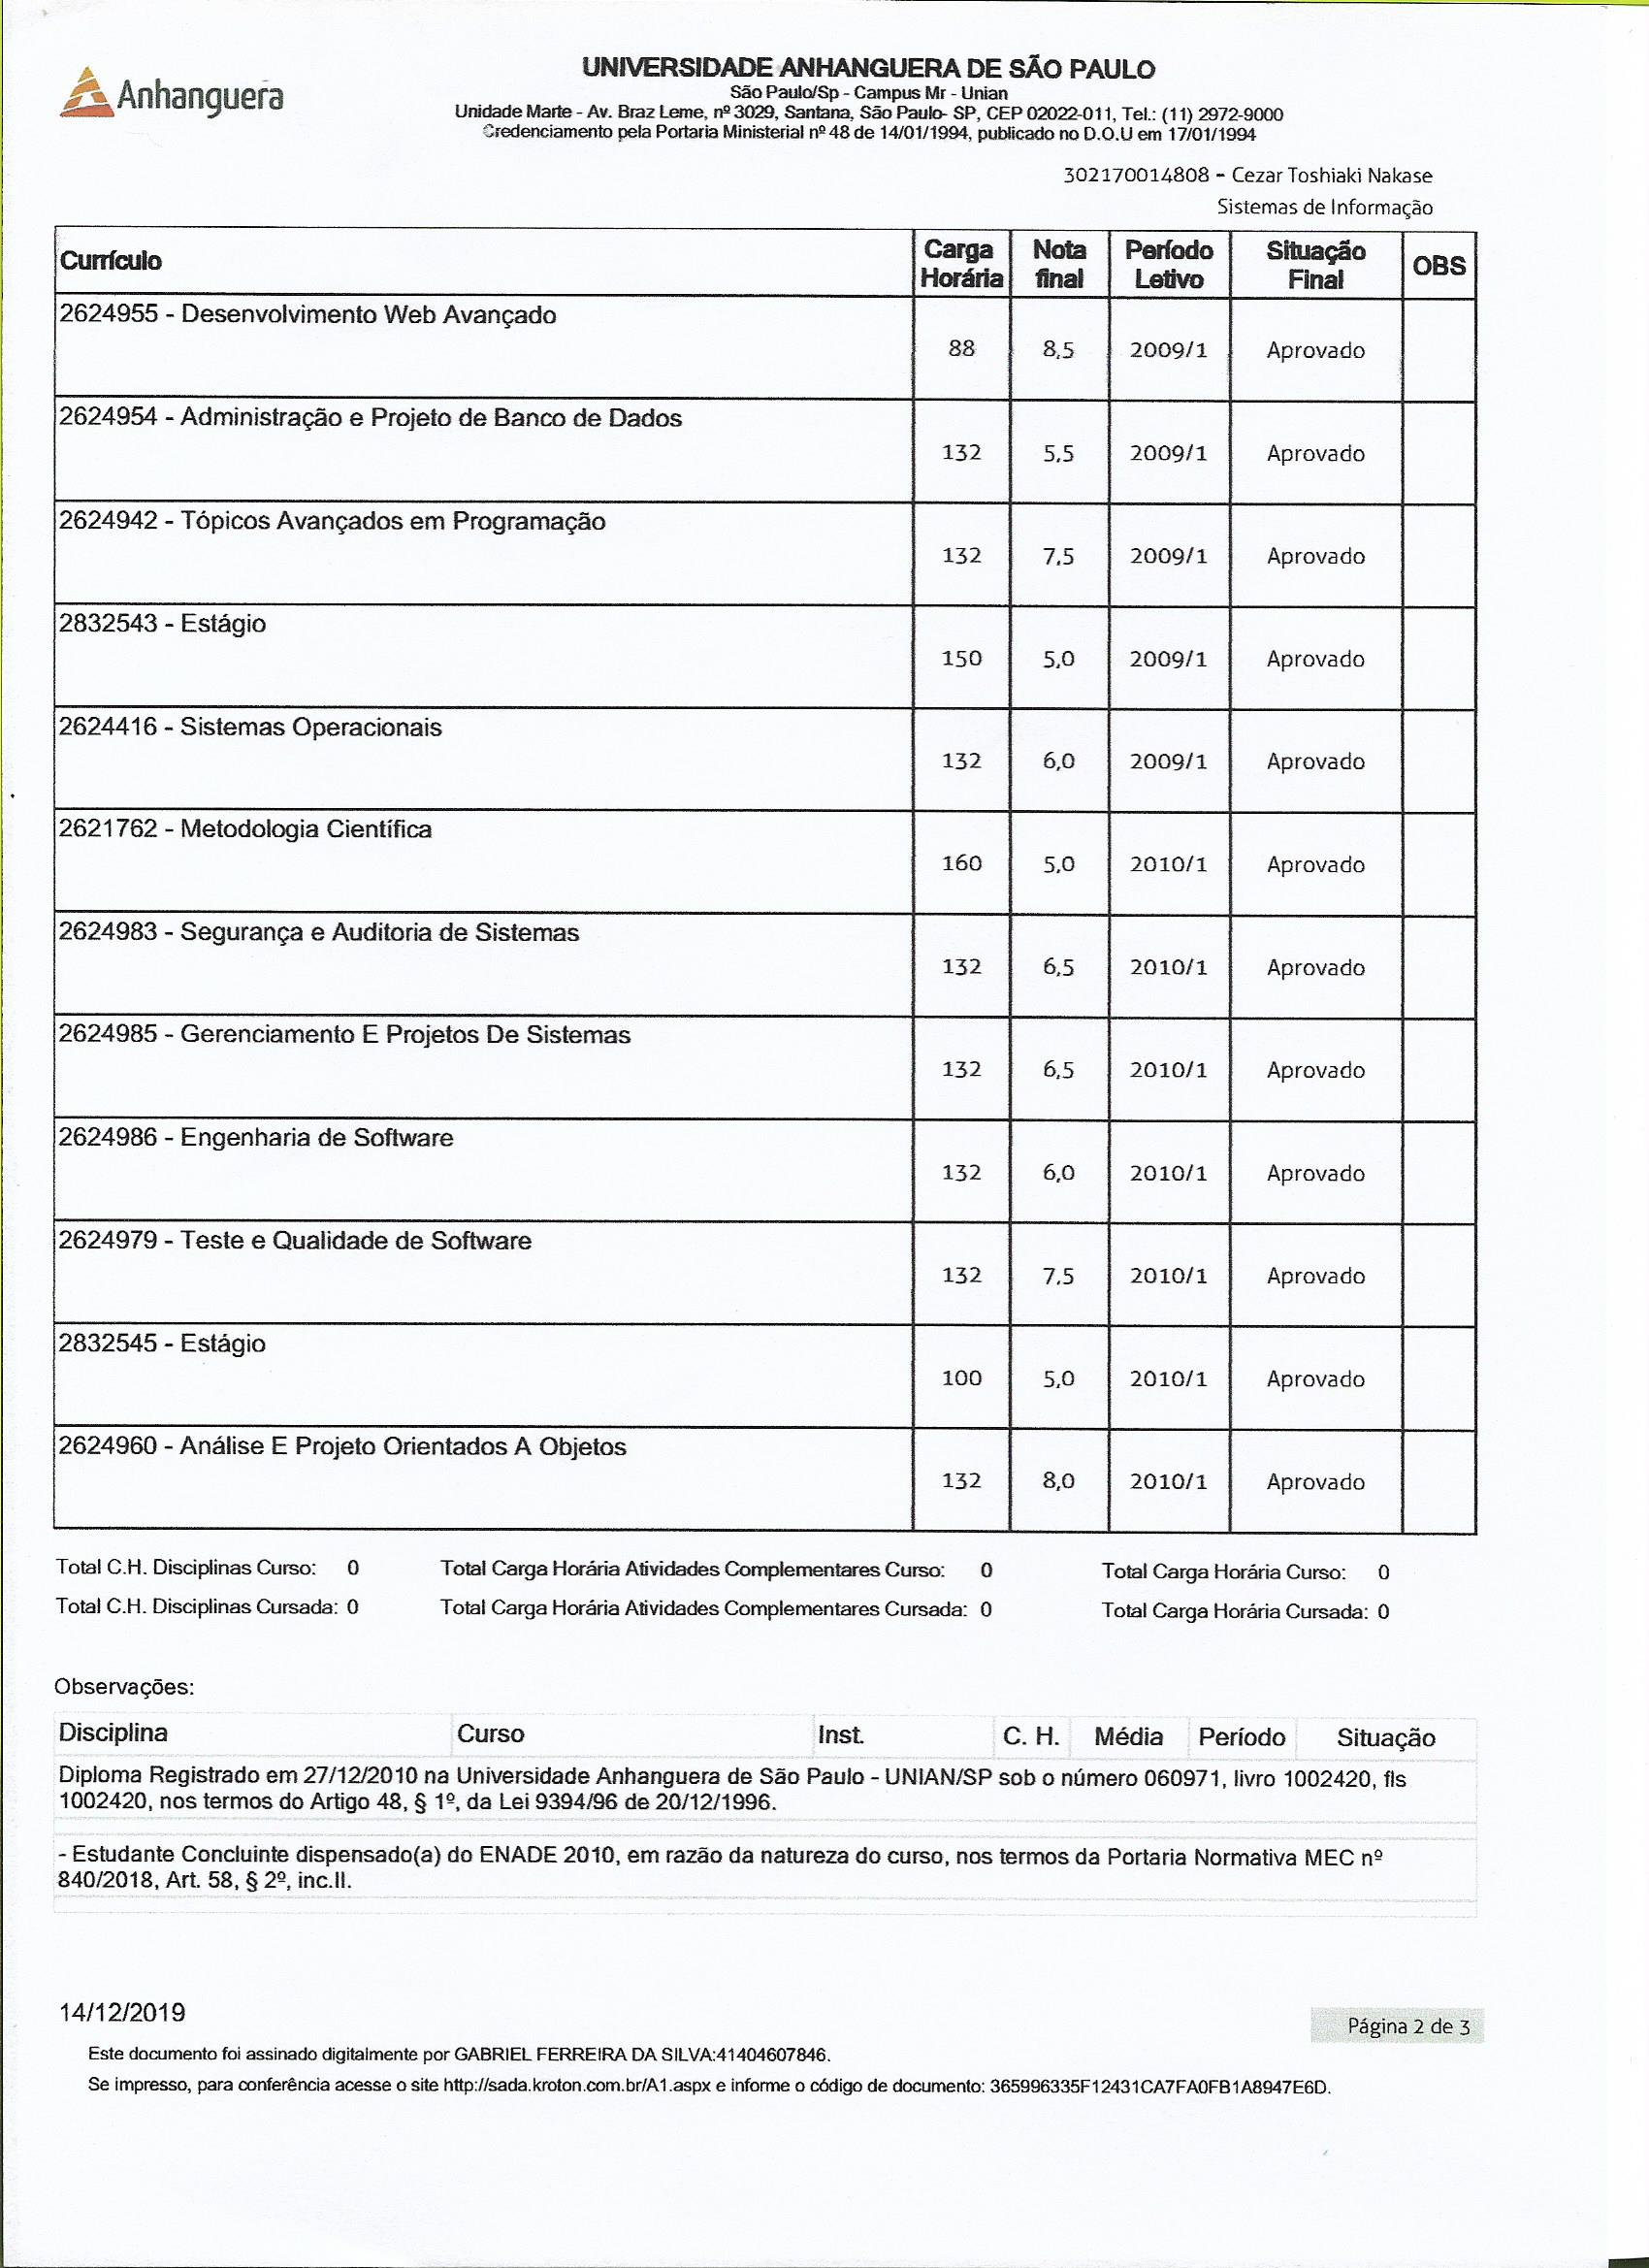 Anhanguera
UNIVERSIDADE ANHANGUERA DE SÃO PAULO
São Paulo/Sp - Campus Mr - Unian
Unidade Marte - Av. Braz Leme, nº 3029, Santana, São Paulo- SP, CEP 02022-011, Tel.: (11) 2972-9000
Credenciamento pela Portaria Ministerial nº 48 de 14/01/1994, publicado no D.O.U em 17/01/1994
302170014808 - Cezar Toshiaki Nakase
Sistemas de Informação
Currículo Carga Horária Nota final Período Letivo Situação Final OBS
2624955 - Desenvolvimento Web Avançado 88 8,5 2009/1 Aprovado
2624954 - Administração e Projeto de Banco de Dados 132 5,5 2009/1 Aprovado
2624942 - Tópicos Avançados em Programação 132 7,5 2009/1 Aprovado
2832543 - Estágio 150 5,0 2009/1 Aprovado
2624416 - Sistemas Operacionais 132 6,0 2009/1 Aprovado
2621762 - Metodologia Científica 160 5,0 2010/1 Aprovado
2624983 - Segurança e Auditoria de Sistemas 132 6,5 2010/1 Aprovado
2624985 - Gerenciamento E Projetos De Sistemas 132 6,5 2010/1 Aprovado
2624986 - Engenharia de Software 132 6,0 2010/1 Aprovado
2624979 - Teste e Qualidade de Software 132 7,5 2010/1 Aprovado
2832545 - Estágio 100 5,0 2010/1 Aprovado
2624960 - Análise E Projeto Orientados A Objetos 132 8,0 2010/1 Aprovado
Total C.H. Disciplinas Curso: 0 Total Carga Horária Atividades Complementares Curso: 0 Total Carga Horária Curso: 0
Total C.H. Disciplinas Cursada: 0 Total Carga Horária Atividades Complementares Cursada: 0 Total Carga Horária Cursada: 0
Observações:
Disciplina Curso Inst. C. H. Média Período Situação
Diploma Registrado em 27/12/2010 na Universidade Anhanguera de São Paulo - UNIAN/SP sob o número 060971, livro 1002420, fls
1002420, nos termos do Artigo 48, § 1º, da Lei 9394/96 de 20/12/1996.
- Estudante Concluinte dispensado(a) do ENADE 2010, em razão da natureza do curso, nos termos da Portaria Normativa MEC nº
840/2018, Art. 58, § 2º, inc.II.
14/12/2019
Página 2 de 3
Este documento foi assinado digitalmente por GABRIEL FERREIRA DA SILVA:41404607846.
Se impresso, para conferência acesse o site http://sada.kroton.com.br/A1.aspx e informe o código de documento: 365996335F12431CA7FA0FB1A8947E6D.